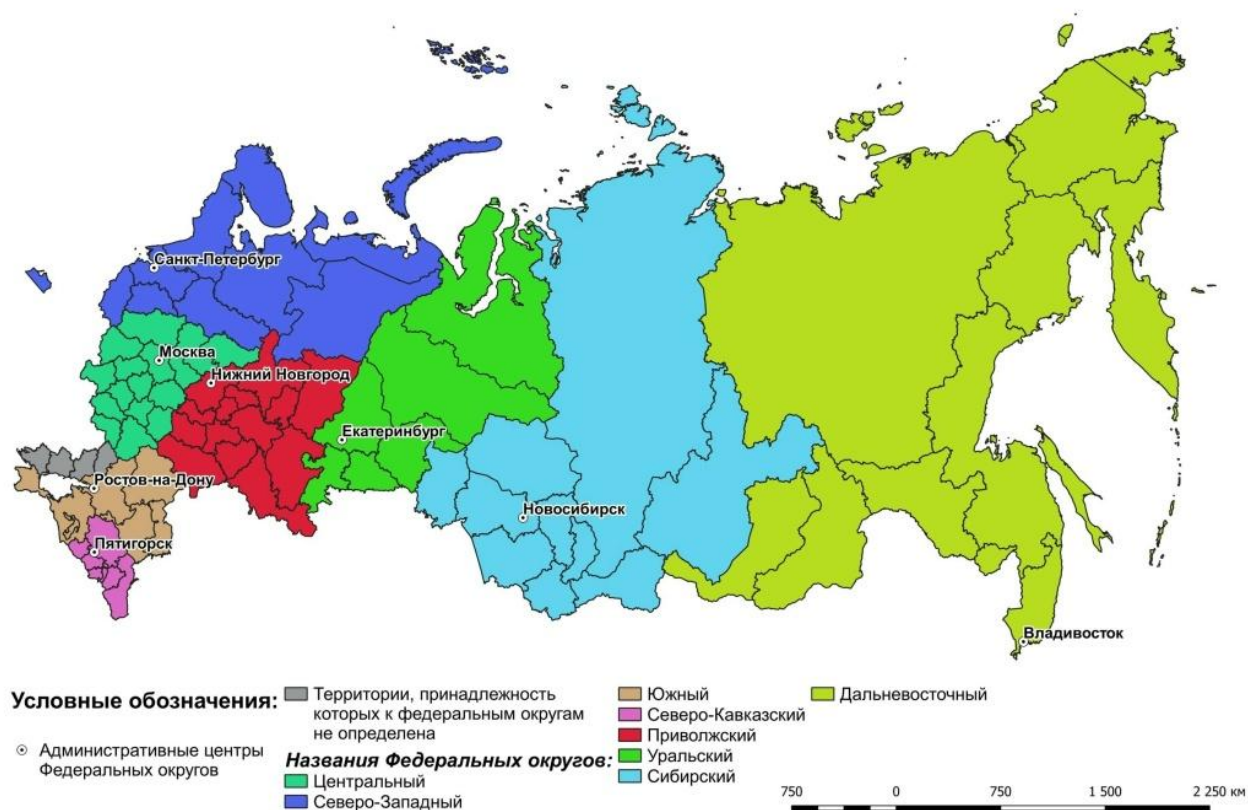 Санкт-Петербург
Москва
Нижний Новгород
Екатеринбург
Ростов-на-Дону
Новосибирск
Пятигорск
Владивосток
Условные обозначения:
Административные центры
Федеральных округов
Территории, принадлежность
которых к федеральным округам
не определена
Названия Федеральных округов:
Центральный
Северо-Западный
Южный
Северо-Кавказский
Приволжский
Уральский
Сибирский
Дальневосточный
750 0 750 1 500 2 250 км